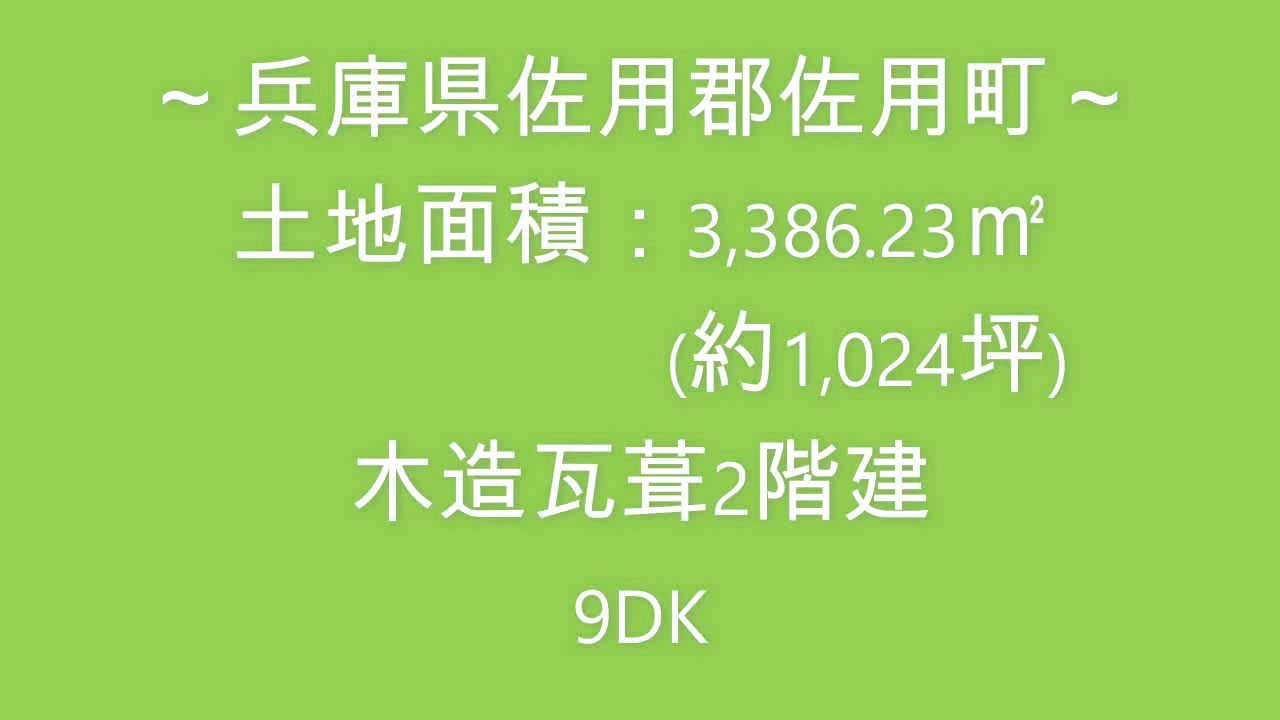 ~兵庫県佐用郡佐用町~
土地面積：3,386.23㎡
(約1,024坪)
木造瓦葺2階建
9DK